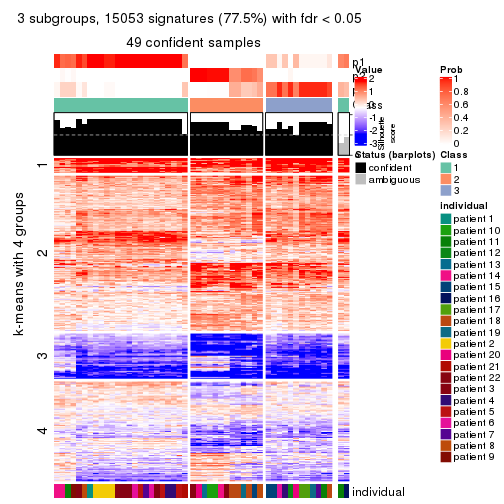 3 subgroups, 15053 signatures (77.5%) with fdr < 0.05
49 confident samples
p1
Value
2
1
0
-1
-2
-3
Prob
1
0.8
0.6
0.4
0.2
0
Silhouette
score
Status (barplots)
confident
ambiguous
Class
1
2
3
k-means with 4 groups
1
2
3
4
individual
patient 1
patient 10
patient 11
patient 12
patient 13
patient 14
patient 15
patient 16
patient 17
patient 18
patient 19
patient 2
patient 20
patient 21
patient 22
patient 3
patient 4
patient 5
patient 6
patient 7
patient 8
patient 9
individual